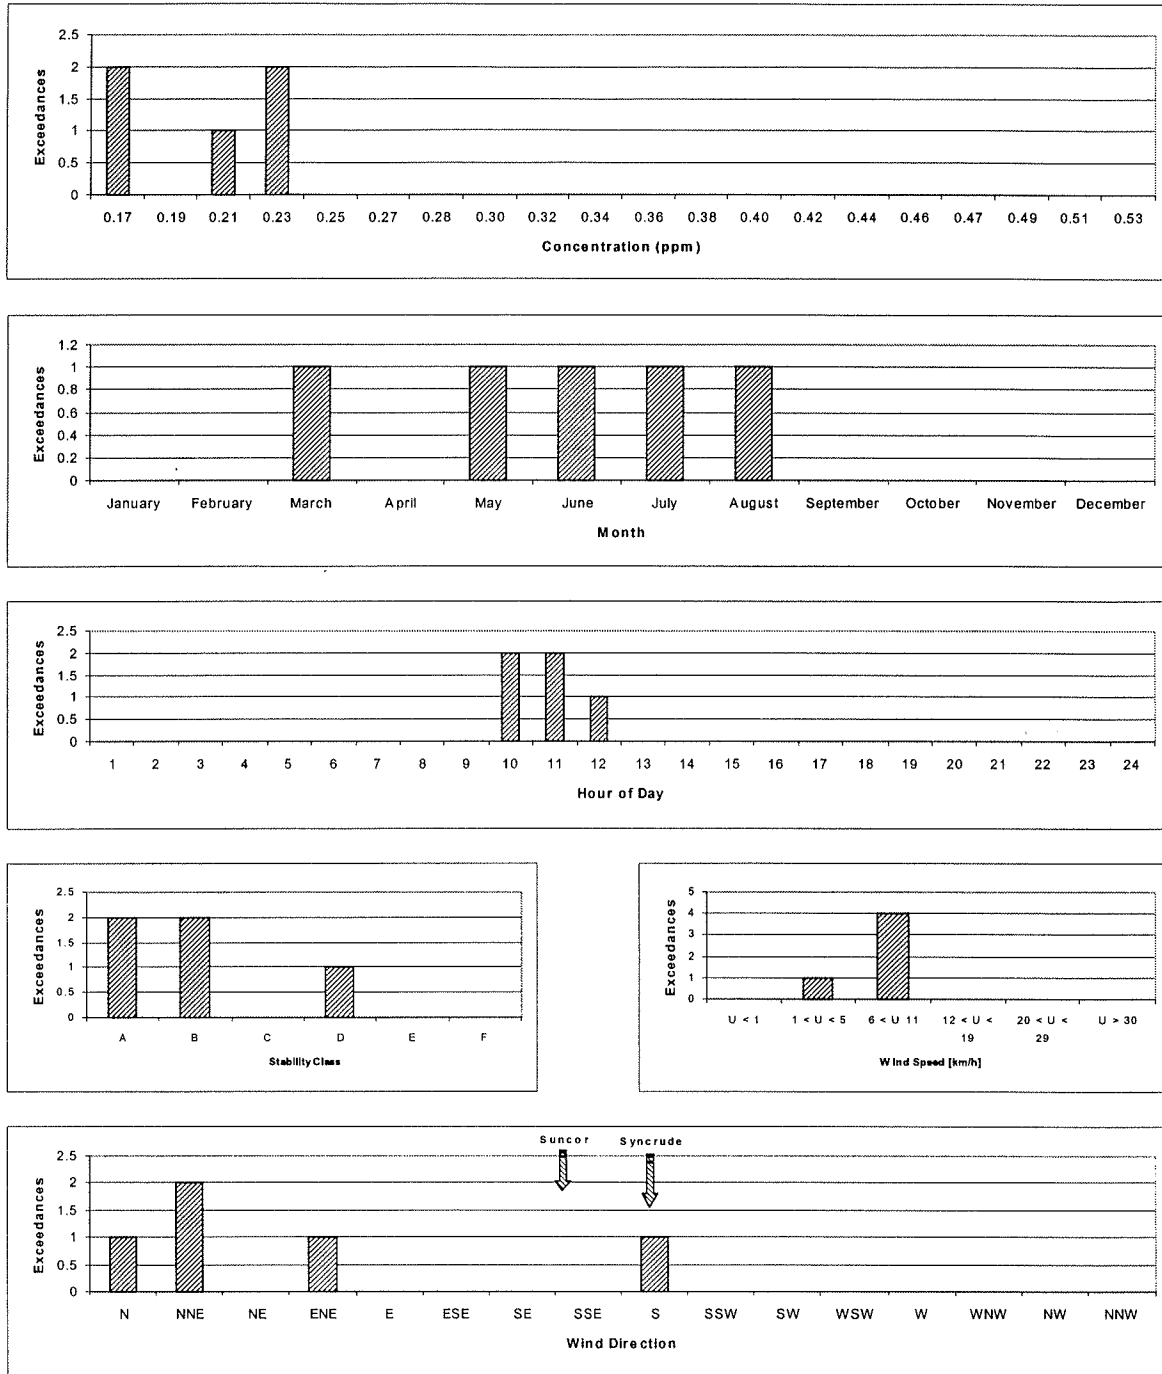 2.5
2
1.5
1
0.5
0
Exceedances
0.17 0.19 0.21 0.23 0.25 0.27 0.28 0.30 0.32 0.34 0.36 0.38 0.40 0.42 0.44 0.46 0.47 0.49 0.51 0.53
Concentration (ppm)
1.2
1
0.8
0.6
0.4
0.2
0
Exceedances
January February March April May June July August September October November December
Month
2.5
2
1.5
1
0.5
0
Exceedances
1 2 3 4 5 6 7 8 9 10 11 12 13 14 15 16 17 18 19 20 21 22 23 24
Hour of Day
2.5
2
1.5
1
0.5
0
Exceedances
A B C D E F
Stability Class
5
4
3
2
1
0
Exceedances
U < 1 1 < U < 5 6 < U 11 12 < U < 20 < U < U > 30
19 29
Wind Speed [km/h]
Suncor Syncrude
2.5
2
1.5
1
0.5
0
Exceedances
N NNE NE ENE E ESE SE SSE S SSW SW WSW W WNW NW NNW
Wind Direction